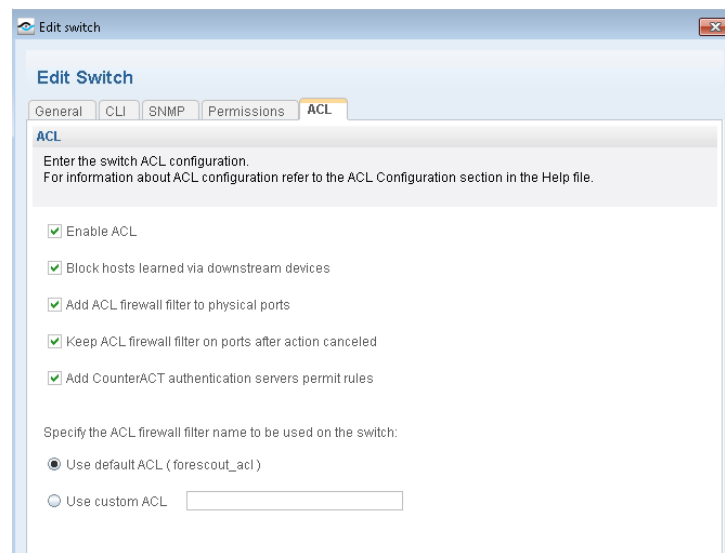 Edit switch
Edit Switch
General CLI SNMP Permissions ACL
ACL
Enter the switch ACL configuration.
For information about ACL configuration refer to the ACL Configuration section in the Help file.
Enable ACL
Block hosts learned via downstream devices
Add ACL firewall filter to physical ports
Keep ACL firewall filter on ports after action canceled
Add CounterACT authentication servers permit rules
Specify the ACL firewall filter name to be used on the switch:
Use default ACL ( forescout_acl )
Use custom ACL